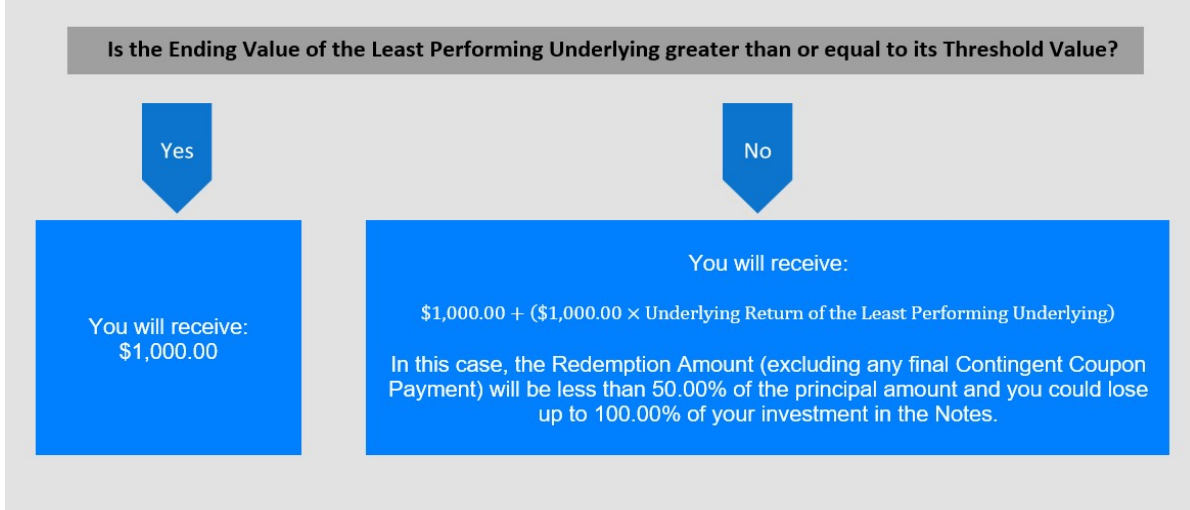 Is the Ending Value of the Least Performing Underlying greater than or equal to its Threshold Value?
Yes
No
You will receive:
$1,000.00
You will receive:
$1,000.00 + ($1,000.00 × Underlying Return of the Least Performing Underlying)
In this case, the Redemption Amount (excluding any final Contingent Coupon
Payment) will be less than 50.00% of the principal amount and you could lose
up to 100.00% of your investment in the Notes.